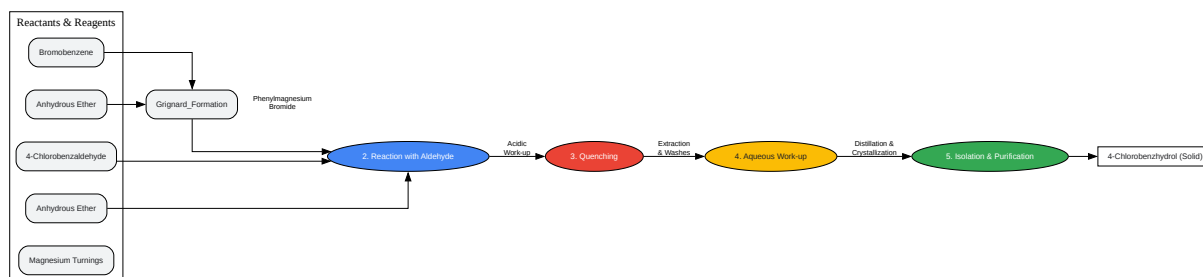 Reactants & Reagents
Bromobenzene
Anhydrous Ether
4-Chlorobenzaldehyde
Anhydrous Ether
Magnesium Turnings
Grignard_Formation
Phenylmagnesium
Bromide
2. Reaction with Aldehyde
Acidic
Work-up
3. Quenching
Extraction
& Washes
4. Aqueous Work-up
Distillation &
Crystallization
5. Isolation & Purification
4-Chlorobenzhydrol (Solid)